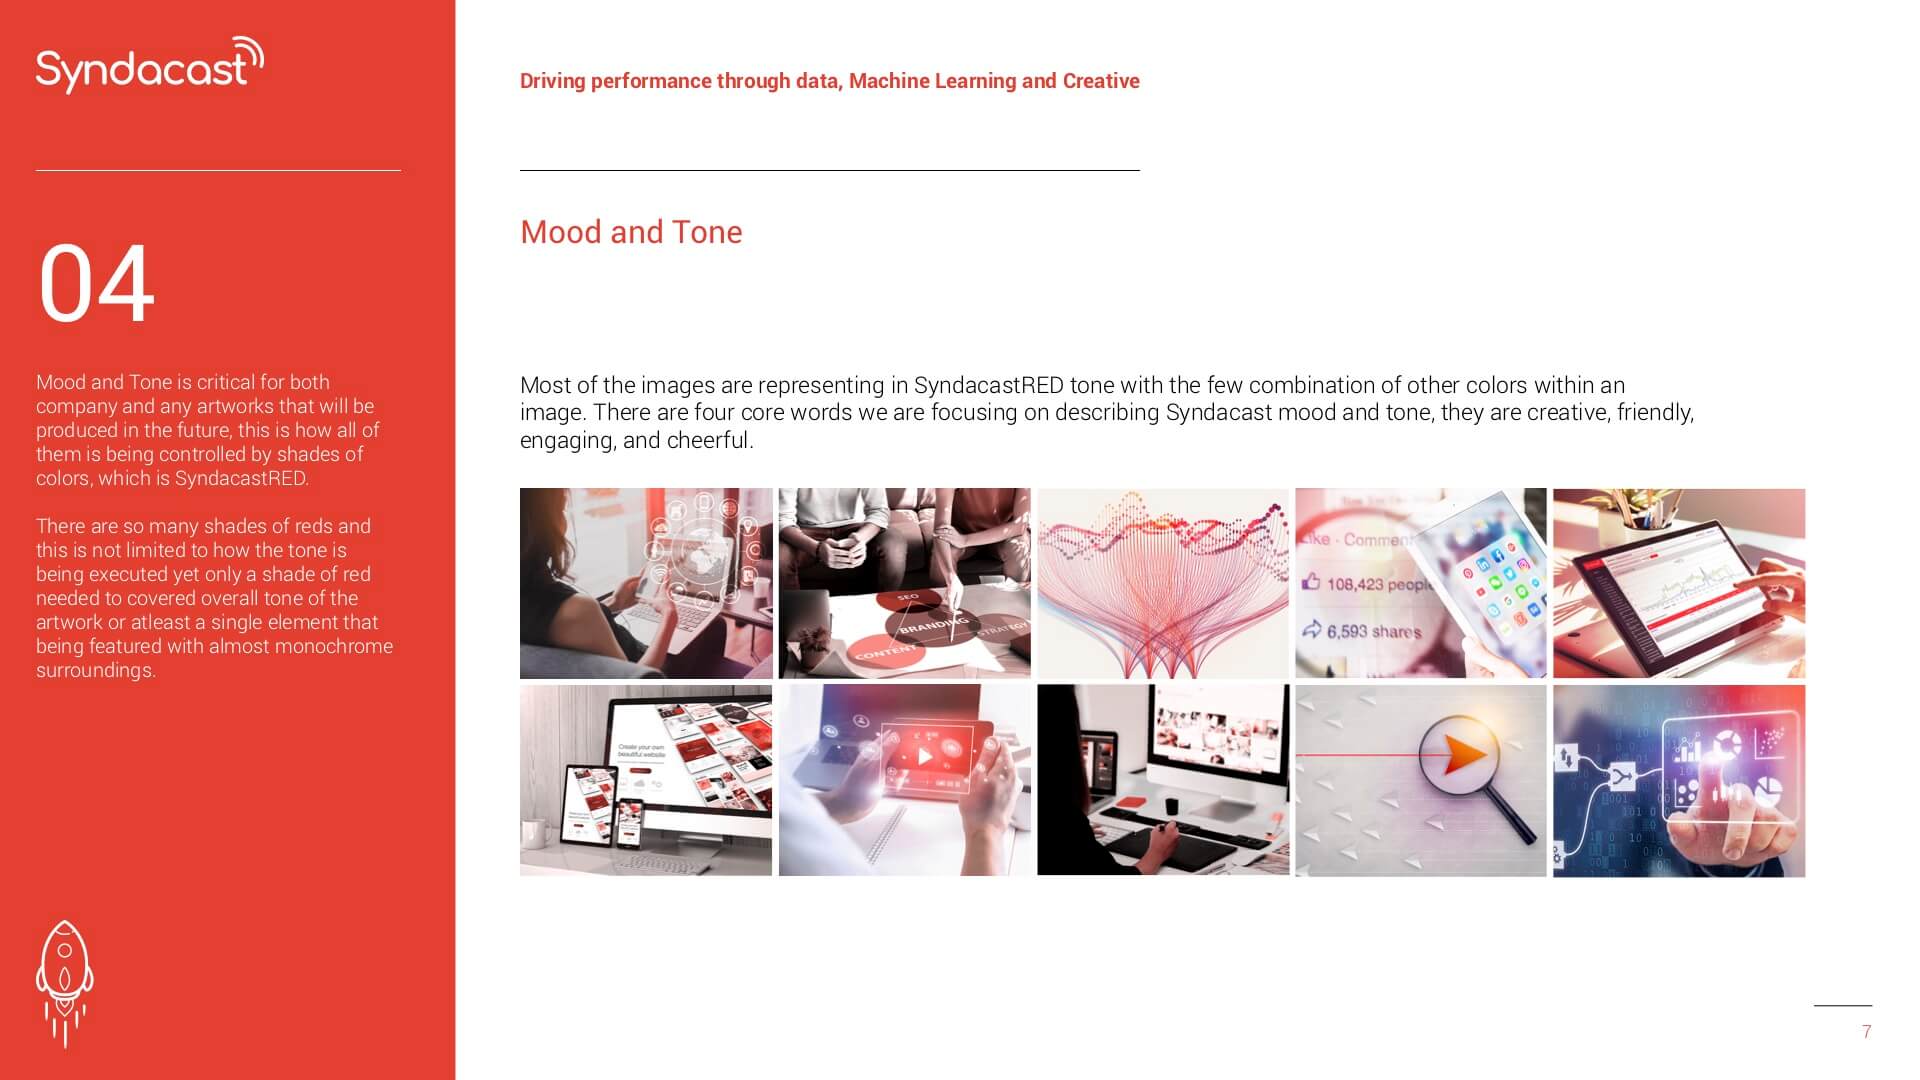 Syndacast
Driving performance through data, Machine Learning and Creative
04
Mood and Tone is critical for both
company and any artworks that will be
produced in the future, this is how all of
them is being controlled by shades of
colors, which is SyndacastRED.
There are so many shades of reds and
this is not limited to how the tone is
being executed yet only a shade of red
needed to covered overall tone of the
artwork or atleast a single element that
being featured with almost monochrome
surroundings.
Mood and Tone
Most of the images are representing in SyndacastRED tone with the few combination of other colors within an
image. There are four core words we are focusing on describing Syndacast mood and tone, they are creative, friendly,
engaging, and cheerful.
SEO
BRANDING
STRATEGY
CONTENT
Like · Comment
108,423 people
6,593 shares
Create your own
beautiful website
7